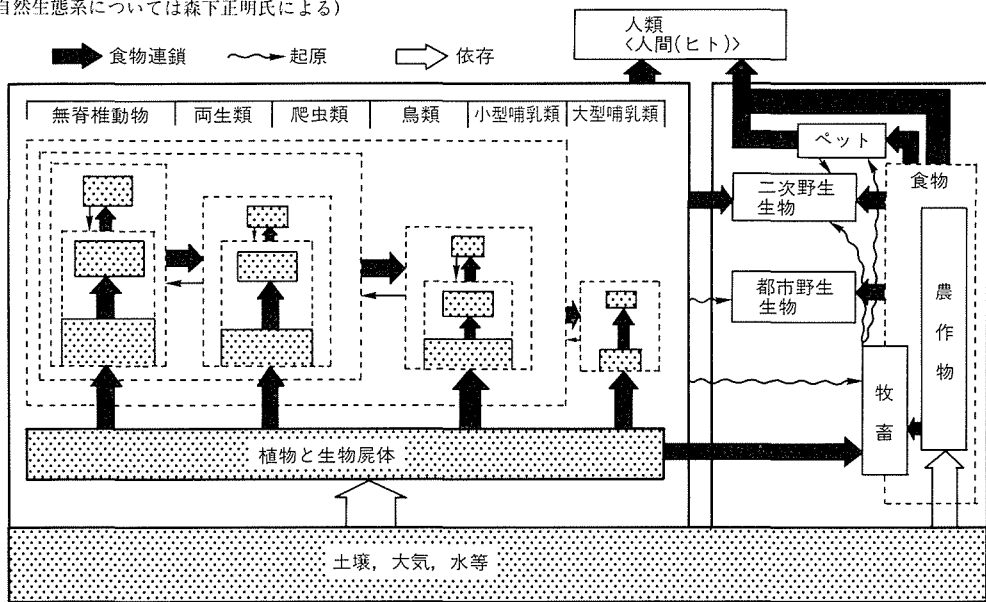 自然生態系については森下正明氏による)
食物連鎖
起原
依存
人類
<人間(ヒト)>
無脊椎動物
両生類
爬虫類
鳥類
小型哺乳類
大型哺乳類
ペット
食物
二次野生
生物
都市野生
生物
農作物
牧畜
植物と生物屍体
土壌,大気,水等